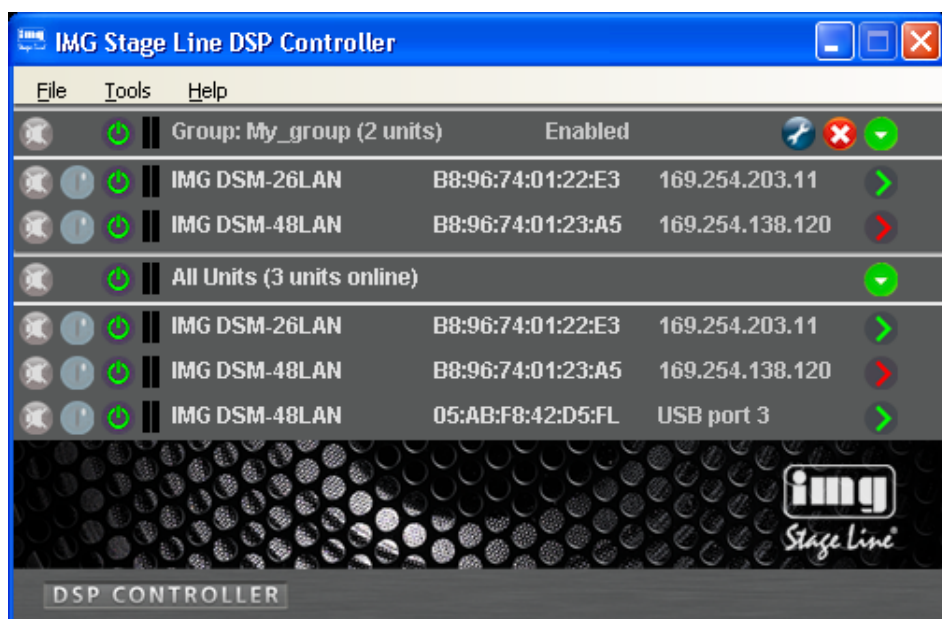 IMG Stage Line DSP Controller
File Tools Help
Group: My_group (2 units) Enabled
IMG DSM-26LAN B8:96:74:01:22:E3 169.254.203.11
IMG DSM-48LAN B8:96:74:01:23:A5 169.254.138.120
All Units (3 units online)
IMG DSM-26LAN B8:96:74:01:22:E3 169.254.203.11
IMG DSM-48LAN B8:96:74:01:23:A5 169.254.138.120
IMG DSM-48LAN 05:AB:F8:42:D5:FL USB port 3
img
Stage Line®
DSP CONTROLLER